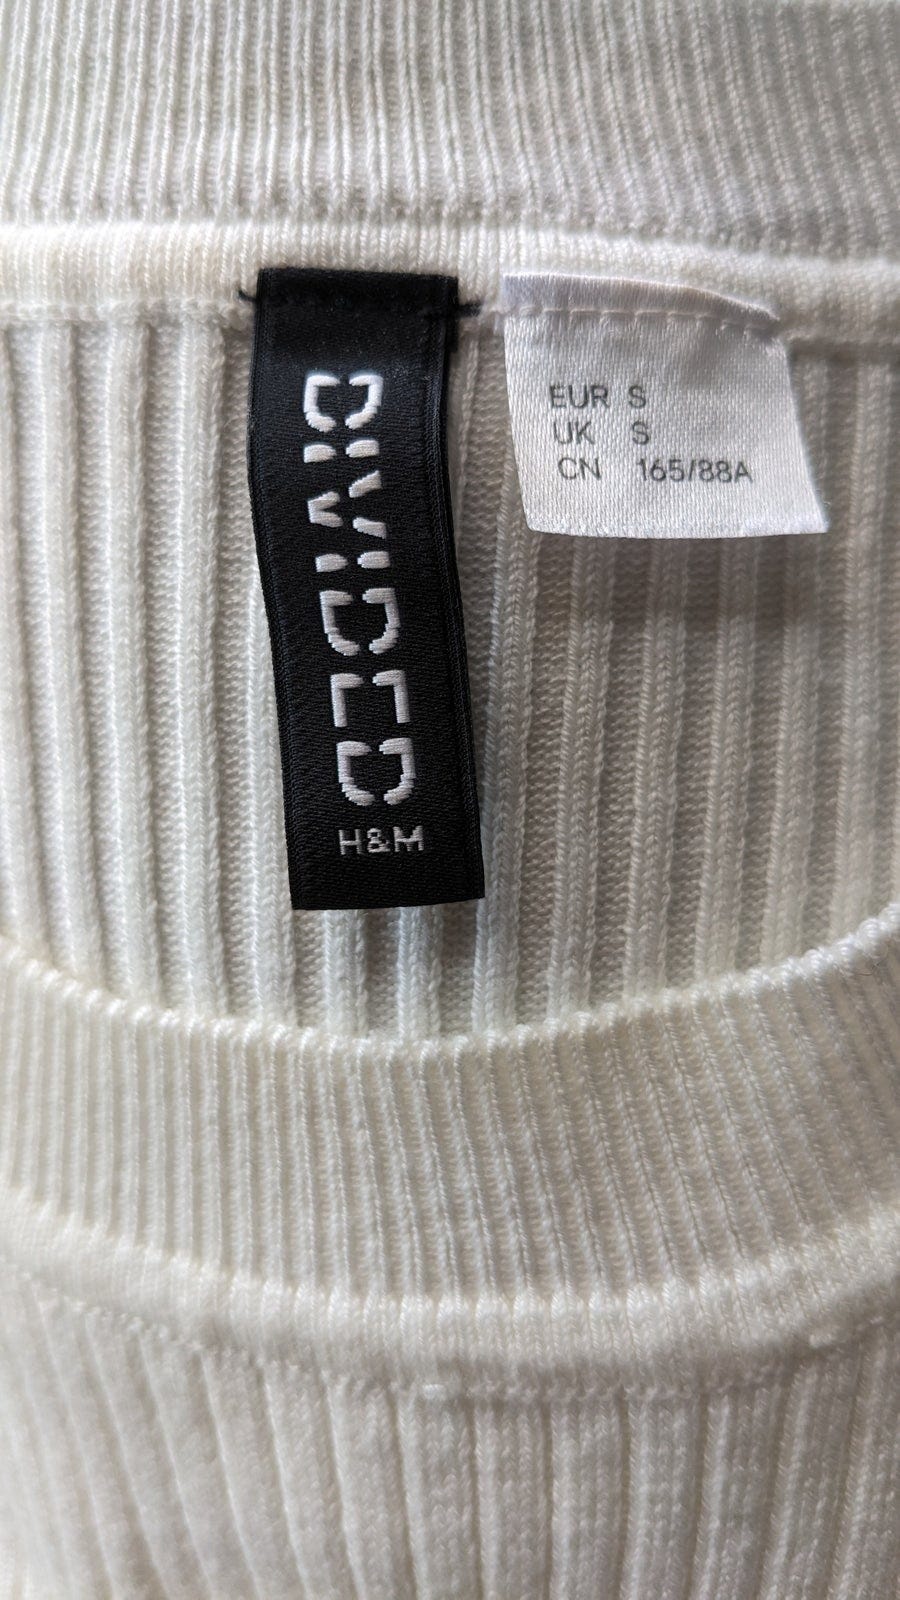 DIVIDED
H&M
EUR S
UK S
CN 165/88A